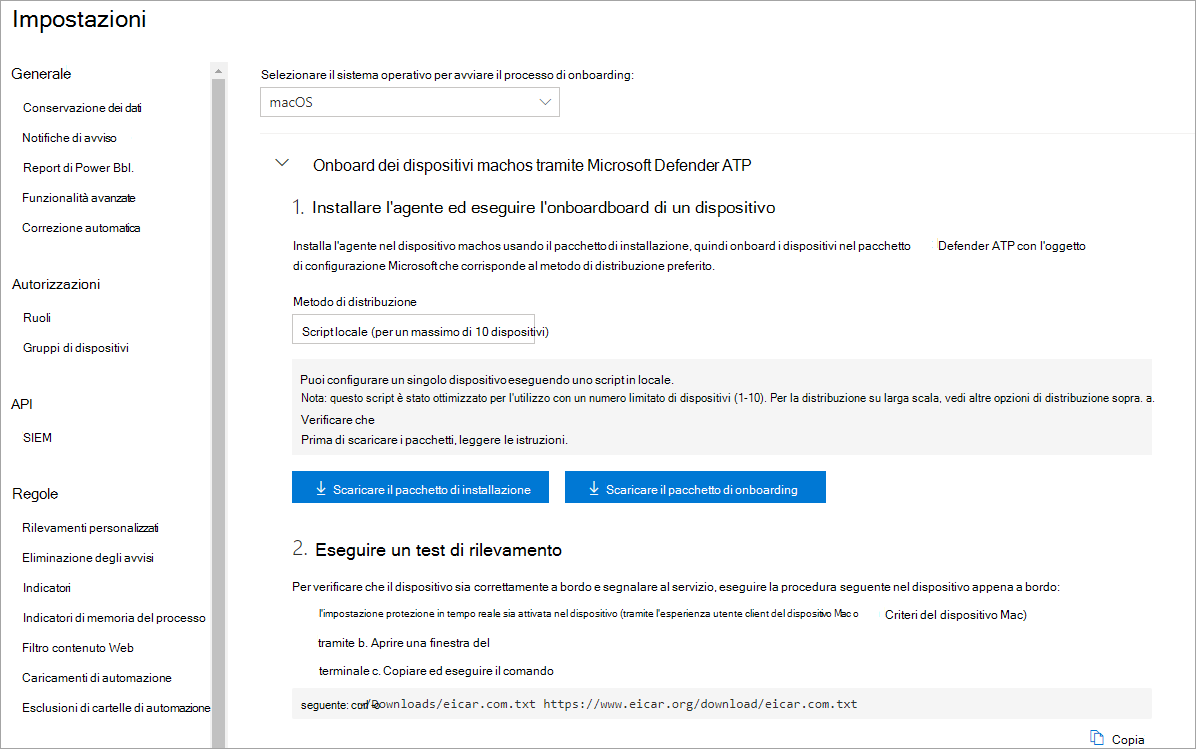 Impostazioni
Generale
Conservazione dei dati
Notifiche di avviso
Report di Power Bbl.
Funzionalità avanzate
Correzione automatica
Autorizzazioni
Ruoli
Gruppi di dispositivi
API
SIEM
Regole
Rilevamenti personalizzati
Eliminazione degli avvisi
Indicatori
Indicatori di memoria del processo
Filtro contenuto Web
Caricamenti di automazione
Esclusioni di cartelle di automazione
Selezionare il sistema operativo per avviare il processo di onboarding:
macOS
Onboard dei dispositivi machos tramite Microsoft Defender ATP
1. Installare l'agente ed eseguire l'onboardboard di un dispositivo
Installa l'agente nel dispositivo machos usando il pacchetto di installazione, quindi onboard i dispositivi nel pacchetto Defender ATP con l'oggetto
di configurazione Microsoft che corrisponde al metodo di distribuzione preferito.
Metodo di distribuzione
Script locale (per un massimo di 10 dispositivi)
Puoi configurare un singolo dispositivo eseguendo uno script in locale.
Nota: questo script è stato ottimizzato per l'utilizzo con un numero limitato di dispositivi (1-10). Per la distribuzione su larga scala, vedi altre opzioni di distribuzione sopra. a.
Verificare che
Prima di scaricare i pacchetti, leggere le istruzioni.
Scaricare il pacchetto di installazione
Scaricare il pacchetto di onboarding
2. Eseguire un test di rilevamento
Per verificare che il dispositivo sia correttamente a bordo e segnalare al servizio, eseguire la procedura seguente nel dispositivo appena a bordo:
l'impostazione protezione in tempo reale sia attivata nel dispositivo (tramite l'esperienza utente client del dispositivo Mac o Criteri del dispositivo Mac)
tramite b. Aprire una finestra del
terminale c. Copiare ed eseguire il comando
seguente: /Downloads/eicar.com.txt https://www.eicar.org/download/eicar.com.txt
Copia